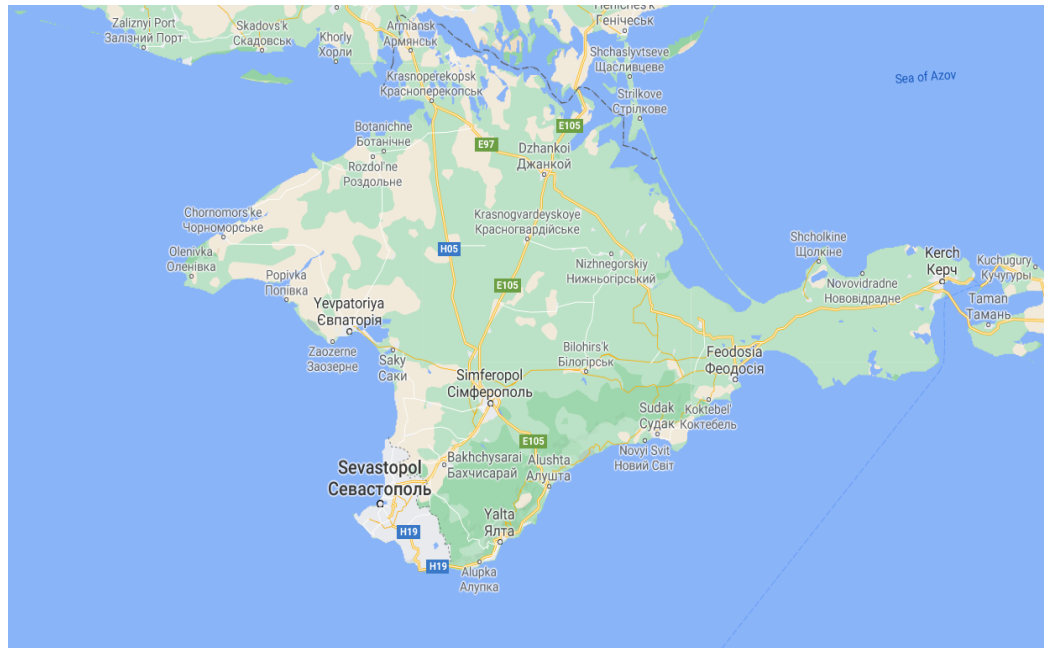 Zaliznyi Port
Залізний Порт
Skadovs'k
Скадовськ
Khorly
Хорли
Armiansk
Армянськ
Генічеськ
Shchaslyvtseve
Щасливцеве
Sea of Azov
Krasnoperekopsk
Красноперекопськ
Strilkove
Стрілкове
Botanichne
Ботанічне
E105
E97
Dzhankoi
Джанкой
Rozdol'ne
Роздольне
Chornomors'ke
Чорноморське
Krasnogvardeyskoye
Красногвардійське
H05
Olenivka
Оленівка
Nizhnegorskiy
Нижньогірський
Shcholkine
Щолкіне
Kerch
Керч
Kuchugury
Кучугуры
Popivka
Попівка
E105
Novovidradne
Нововідрадне
Yevpatoriya
Євпаторія
Taman
Тамань
Zaozerne
Заозерне
Saky
Саки
Bilohirs'k
Білогірськ
Feodosia
Феодосія
Simferopol
Сімферополь
Sudak
Судак
Koktebel'
Коктебель
E105
Novyi Svit
Новий Світ
Bakhchysarai
Бахчисарай
Alushta
Алушта
Sevastopol
Севастополь
Yalta
Ялта
H19
H19
Alupka
Алупка